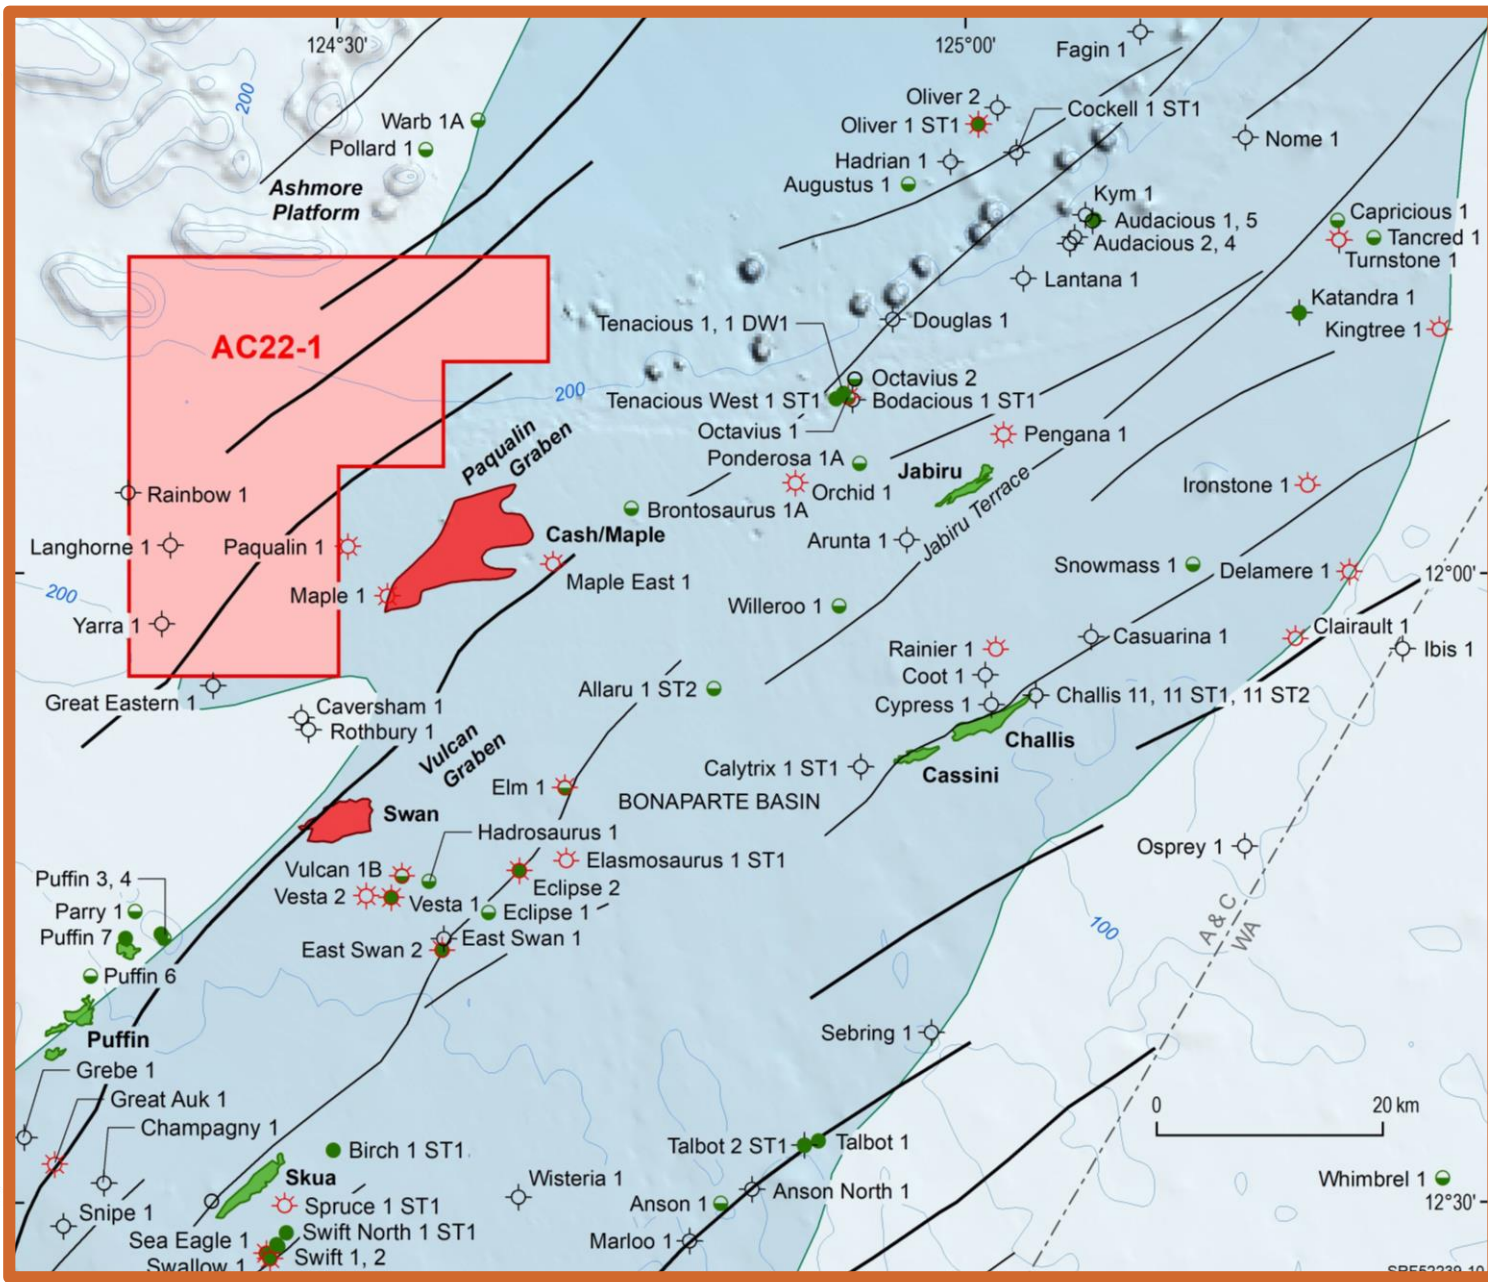 124°30'
125°00'
Fagin 1
200
Oliver 2
Cockell 1 ST1
Warb 1A
Oliver 1 ST1
Nome 1
Pollard 1
Hadrian 1
Augustus 1
Ashmore
Platform
Kym 1
Capricious 1
Audacious 1, 5
Tancred 1
Audacious 2, 4
Turnstone 1
Lantana 1
Katandra 1
Tenacious 1, 1 DW1
Douglas 1
Kingtree 1
AC22-1
Octavius 2
200
Tenacious West 1 ST1
Bodacious 1 ST1
Octavius 1
Pengana 1
Paqualin
Graben
Ponderosa 1A
Jabiru
Rainbow 1
Orchid 1
Ironstone 1
Brontosaurus 1A
Jabiru Terrace
Cash/Maple
Arunta 1
Langhorne 1
Paqualin 1
Snowmass 1
Delamere 1
12°00'
Maple East 1
200
Maple 1
Willeroo 1
Yarra 1
Clairault 1
Casuarina 1
Rainier 1
Ibis 1
Coot 1
Great Eastern 1
Allaru 1 ST2
Challis 11, 11 ST1, 11 ST2
Caversham 1
Cypress 1
Rothbury 1
Challis
Vulcan
Graben
Calytrix 1 ST1
Cassini
Elm 1
BONAPARTE BASIN
Swan
Hadrosaurus 1
Osprey 1
Elasmosaurus 1 ST1
Vulcan 1B
Puffin 3, 4
Eclipse 2
Vesta 2
Vesta 1
Parry 1
Eclipse 1
A & C
WA
100
Puffin 7
East Swan 1
East Swan 2
Puffin 6
Sebring 1
Puffin
Grebe 1
Great Auk 1
0
20 km
Champagny 1
Talbot 2 ST1
Talbot 1
Birch 1 ST1
Skua
Wisteria 1
Whimbrel 1
Anson North 1
Spruce 1 ST1
Anson 1
12°30'
Snipe 1
Swift North 1 ST1
Sea Eagle 1
Marloo 1
Swift 1, 2
Swallow 1
SRF52239-10